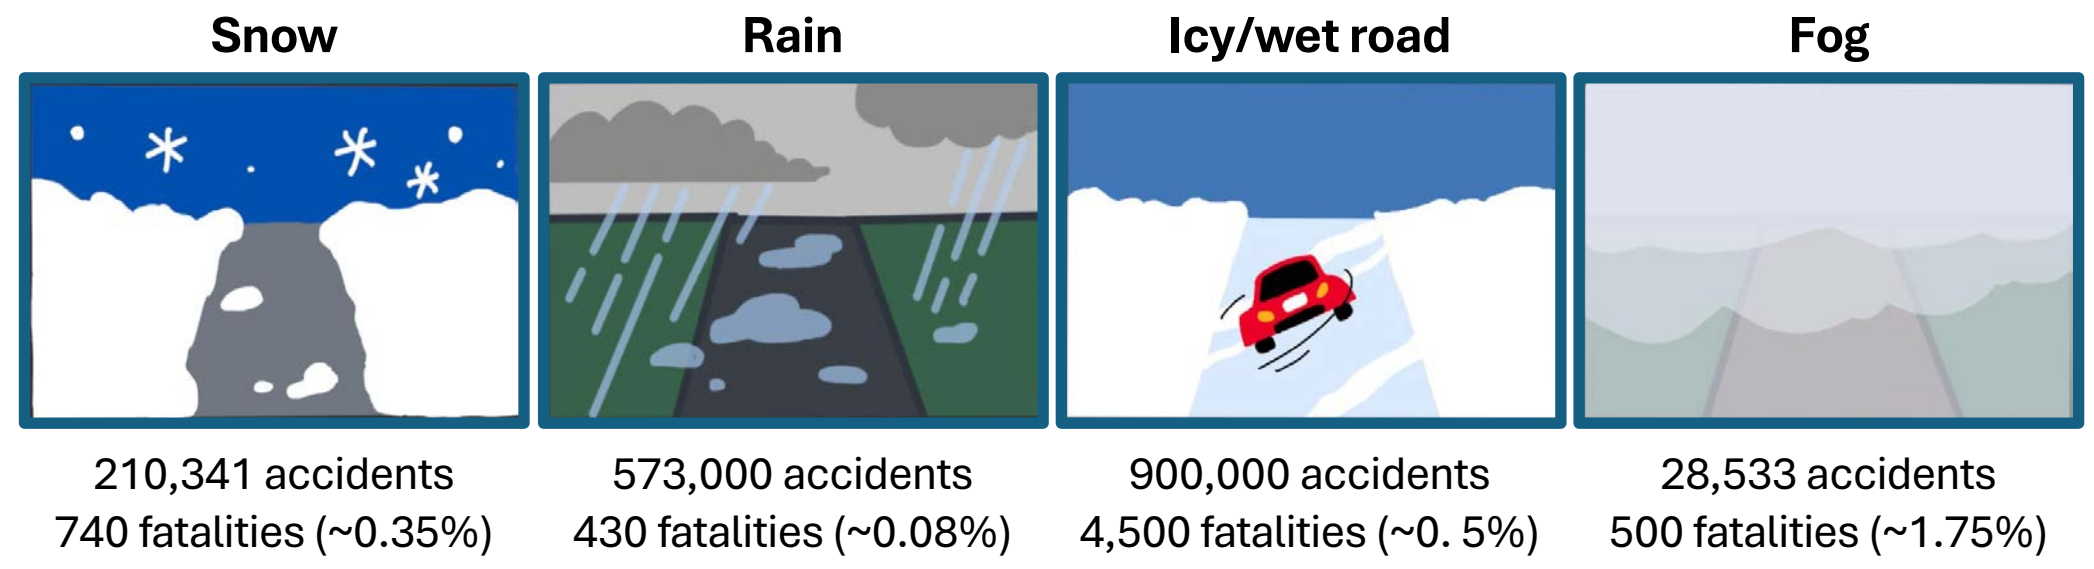 Snow
Rain
Icy/wet road
Fog
210,341 accidents
740 fatalities (~0.35%)
573,000 accidents
430 fatalities (~0.08%)
900,000 accidents
4,500 fatalities (~0. 5%)
28,533 accidents
500 fatalities (~1.75%)